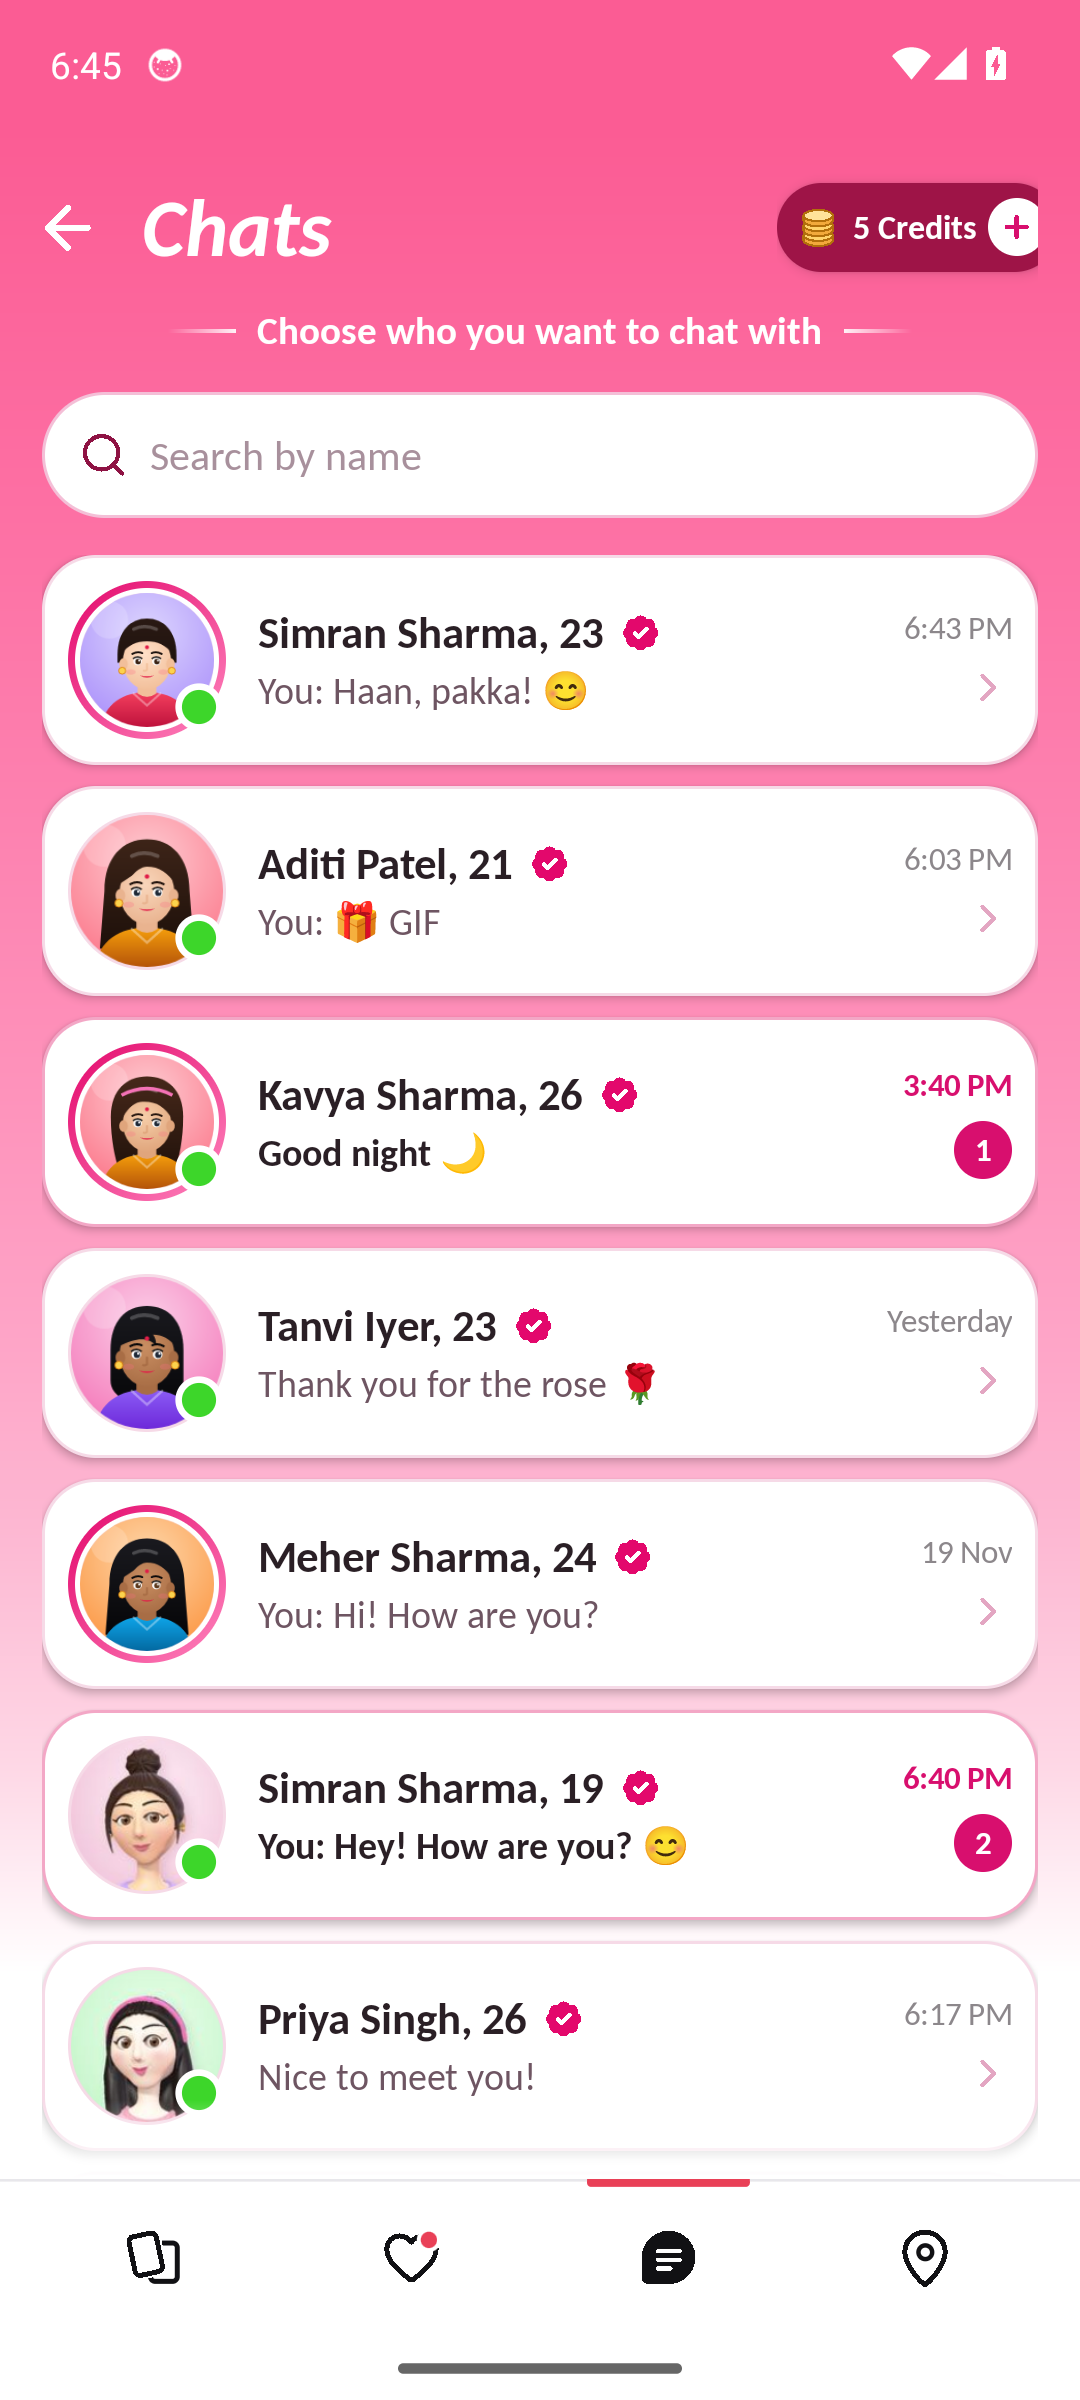 6:45
Chats
5 Credits
Choose who you want to chat with
Search by name
Simran Sharma, 23
6:43 PM
You: Haan, pakka! 😊
Aditi Patel, 21
6:03 PM
You: 🎁 GIF
Kavya Sharma, 26
3:40 PM
Good night 🌙
1
Tanvi Iyer, 23
Yesterday
Thank you for the rose 🌹
Meher Sharma, 24
19 Nov
You: Hi! How are you?
Simran Sharma, 19
6:40 PM
You: Hey! How are you? 😊
2
Priya Singh, 26
6:17 PM
Nice to meet you!